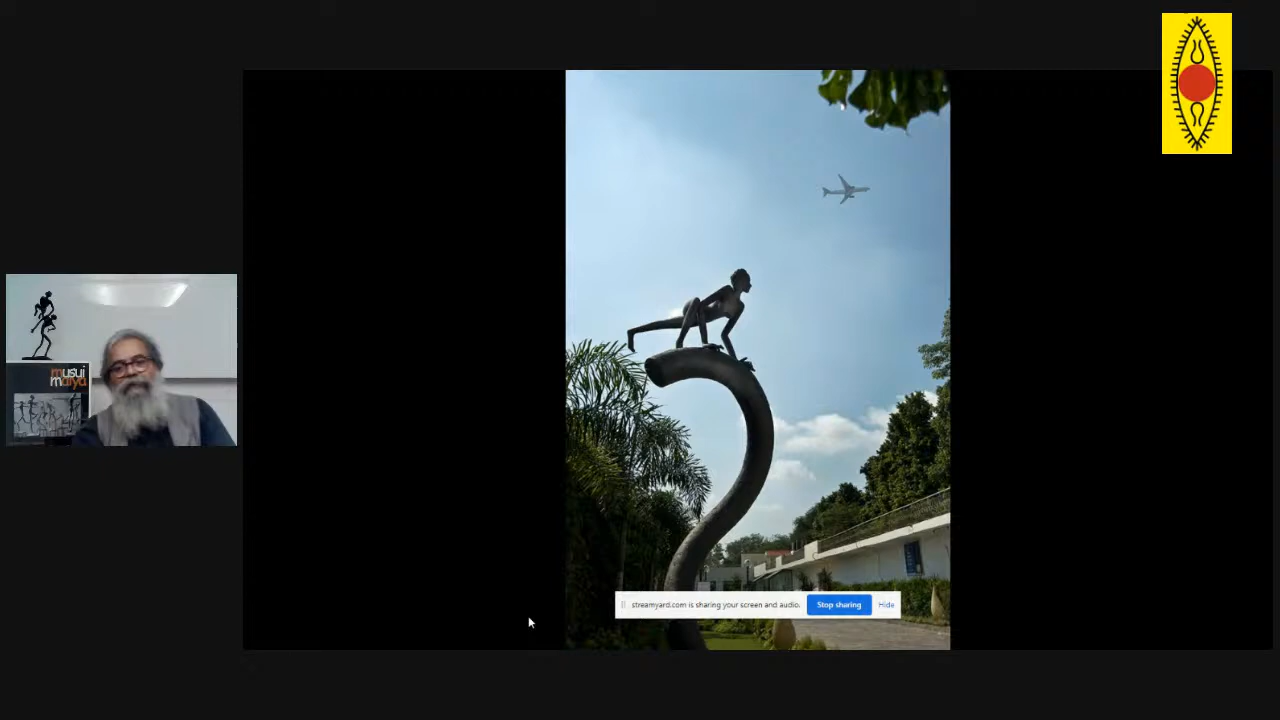 musui
maiya
streamyard.com is sharing your screen and audio.
Stop sharing
Hide